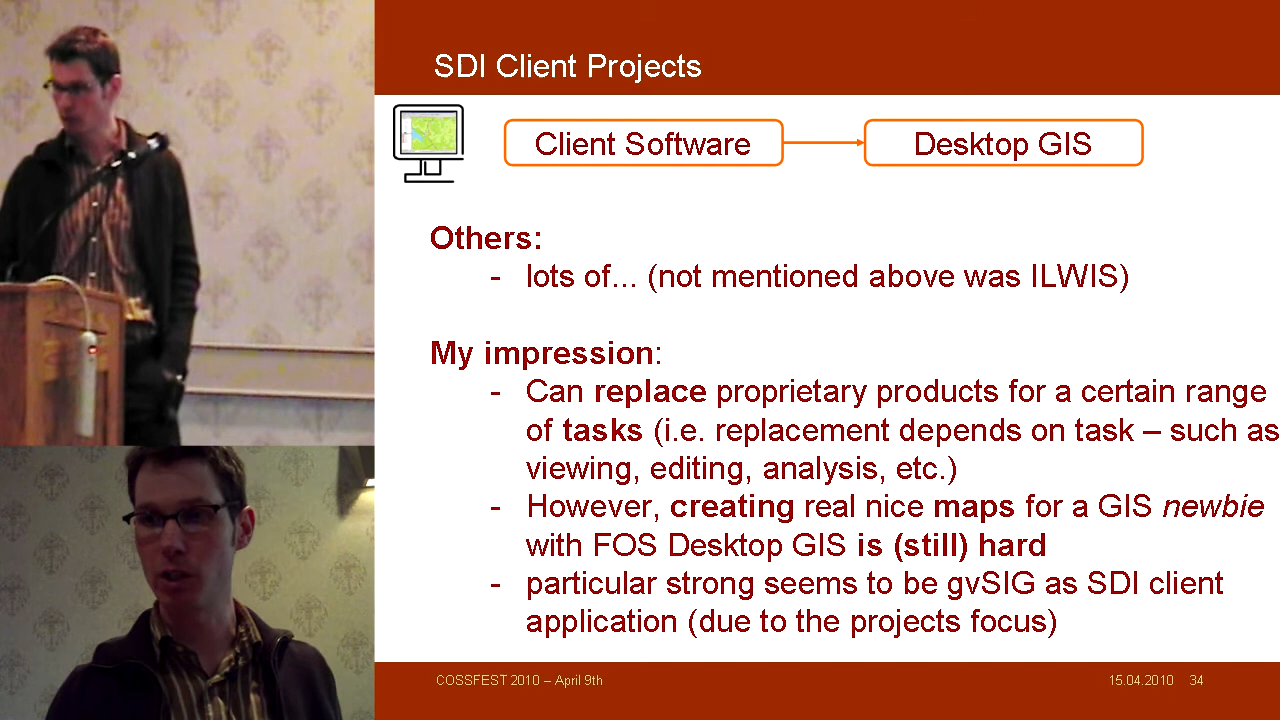 SDI Client Projects
Client Software
Desktop GIS
Others:
- lots of... (not mentioned above was ILWIS)
My impression:
- Can replace proprietary products for a certain range
of tasks (i.e. replacement depends on task – such as
viewing, editing, analysis, etc.)
- However, creating real nice maps for a GIS newbie
with FOS Desktop GIS is (still) hard
- particular strong seems to be gvSIG as SDI client
application (due to the projects focus)
COSSFEST 2010 – April 9th
15.04.2010 34